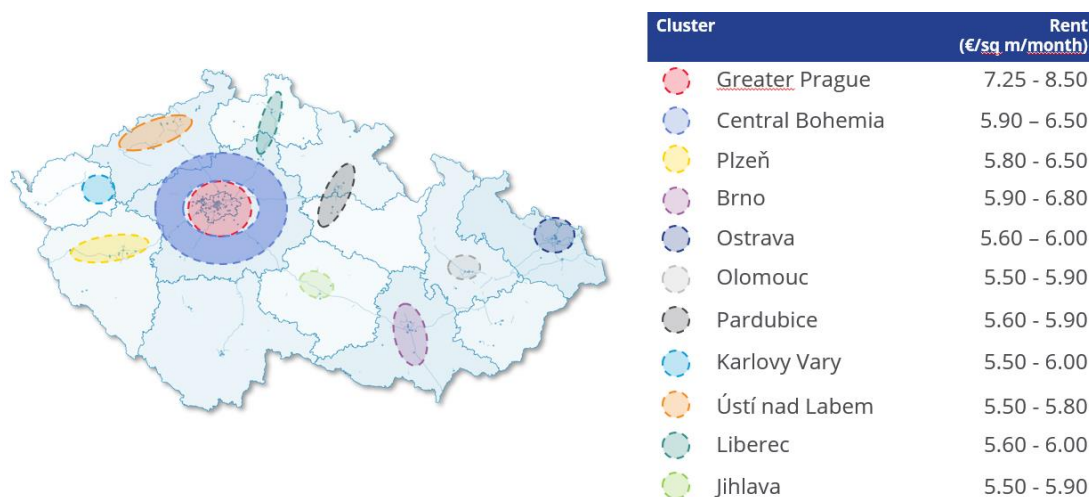 Cluster Rent
(€/sq m/month)
Greater Prague 7.25 - 8.50
Central Bohemia 5.90 – 6.50
Plzeň 5.80 - 6.50
Brno 5.90 - 6.80
Ostrava 5.60 – 6.00
Olomouc 5.50 - 5.90
Pardubice 5.60 - 5.90
Karlovy Vary 5.50 - 6.00
Ústí nad Labem 5.50 - 5.80
Liberec 5.60 - 6.00
Jihlava 5.50 - 5.90